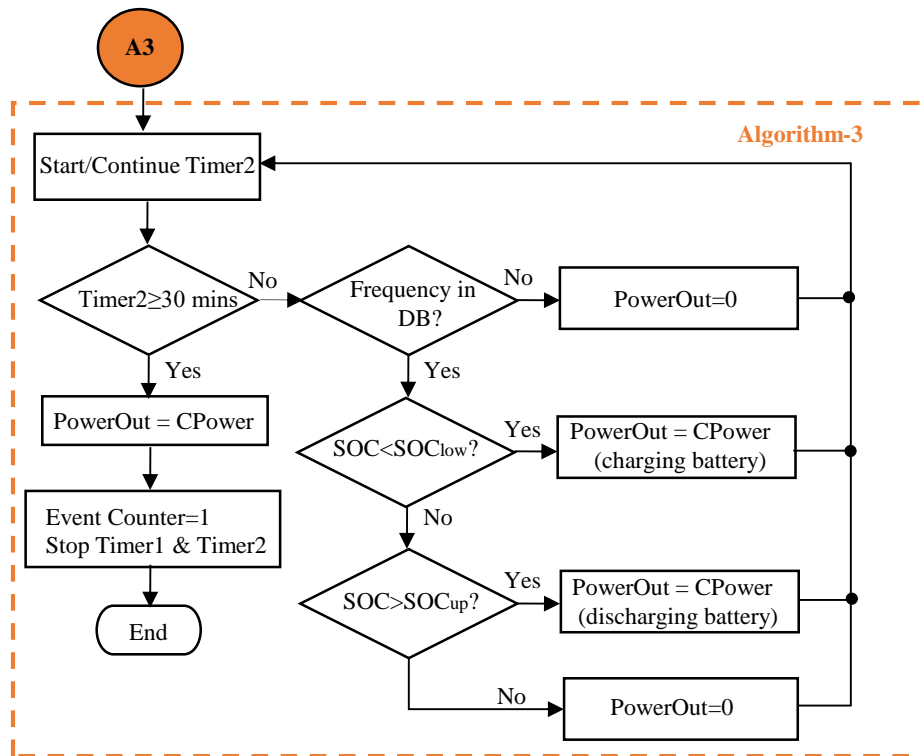 A3
Algorithm-3
Start/Continue Timer2
Timer2≥30 mins
No
Frequency in
DB?
No
PowerOut=0
Yes
PowerOut = CPower
Yes
SOC<SOClow?
Yes
PowerOut = CPower
(charging battery)
Event Counter=1
Stop Timer1 & Timer2
No
SOC>SOCup?
Yes
PowerOut = CPower
(discharging battery)
End
No
PowerOut=0